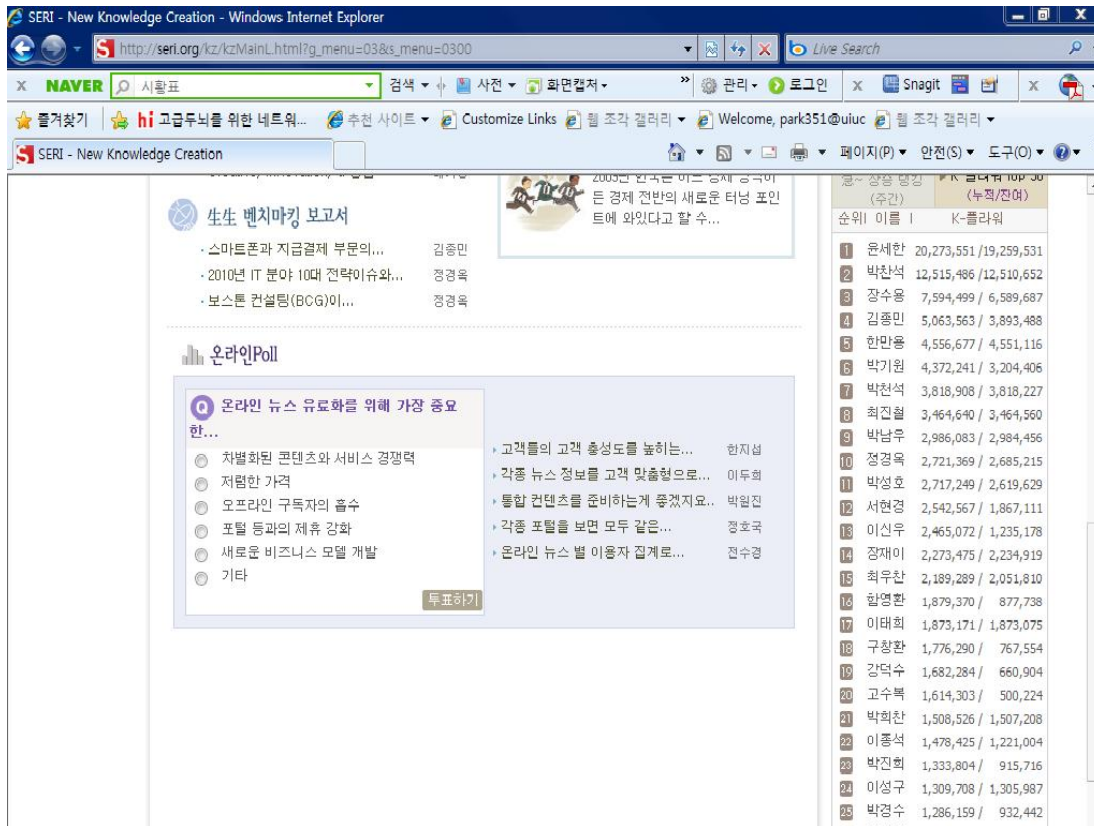 SERI - New Knowledge Creation - Windows Internet Explorer
http://seri.org/kz/kzMainL.html?g_menu=03&s_menu=0300
Live Search
x NAVER 시황표 검색 사전 화면캡처 » 관리 로그인 x Snagit x
즐겨찾기 hi 고급두뇌를 위한 네트워... 추천 사이트 Customize Links 웹 조각 갤러리 Welcome, park351@uiuc 웹 조각 갤러리
SERI - New Knowledge Creation 페이지(P) 안전(S) 도구(O)
든 경제 전반의 새로운 터닝 포인
트에 와있다고 할 수...
生生 벤치마킹 보고서
· 스마트폰과 지급결제 부문의... 김종민
· 2010년 IT 분야 10대 전략이슈와... 정경옥
· 보스톤 컨설팅(BCG)이... 정경옥
온라인Poll
Q 온라인 뉴스 유료화를 위해 가장 중요
한...
차별화된 콘텐츠와 서비스 경쟁력
저렴한 가격
오프라인 구독자의 흡수
포털 등과의 제휴 강화
새로운 비즈니스 모델 개발
기타
투표하기
고객들의 고객 충성도를 높히는... 한지섭
각종 뉴스 정보를 고객 맞춤형으로... 이두희
통합 컨텐츠를 준비하는게 좋겠지요.. 박원진
각종 포털을 보면 모두 같은... 정호국
온라인 뉴스 별 이용자 집계로... 전수경
(주간) (누적/잔여)
순위 | 이름 | K-플라워
1 윤세한 20,273,551 /19,259,531
2 박찬석 12,515,486 /12,510,652
3 장수용 7,594,499 / 6,589,687
4 김종민 5,063,563 / 3,893,488
5 한만용 4,556,677 / 4,551,116
6 박기원 4,372,241 / 3,204,406
7 박천석 3,818,908 / 3,818,227
8 최진철 3,464,640 / 3,464,560
9 박남우 2,986,083 / 2,984,456
10 정경옥 2,721,369 / 2,685,215
11 박성호 2,717,249 / 2,619,629
12 서현경 2,542,567 / 1,867,111
13 이신우 2,465,072 / 1,235,178
14 장재이 2,273,475 / 2,234,919
15 최우찬 2,189,289 / 2,051,810
16 함영환 1,879,370 / 877,738
17 이태희 1,873,171 / 1,873,075
18 구창환 1,776,290 / 767,554
19 강덕수 1,682,284 / 660,904
20 고수복 1,614,303 / 500,224
21 박희찬 1,508,526 / 1,507,208
22 이종석 1,478,425 / 1,221,004
23 박진희 1,333,804 / 915,716
24 이성구 1,309,708 / 1,305,987
25 박경수 1,286,159 / 932,442